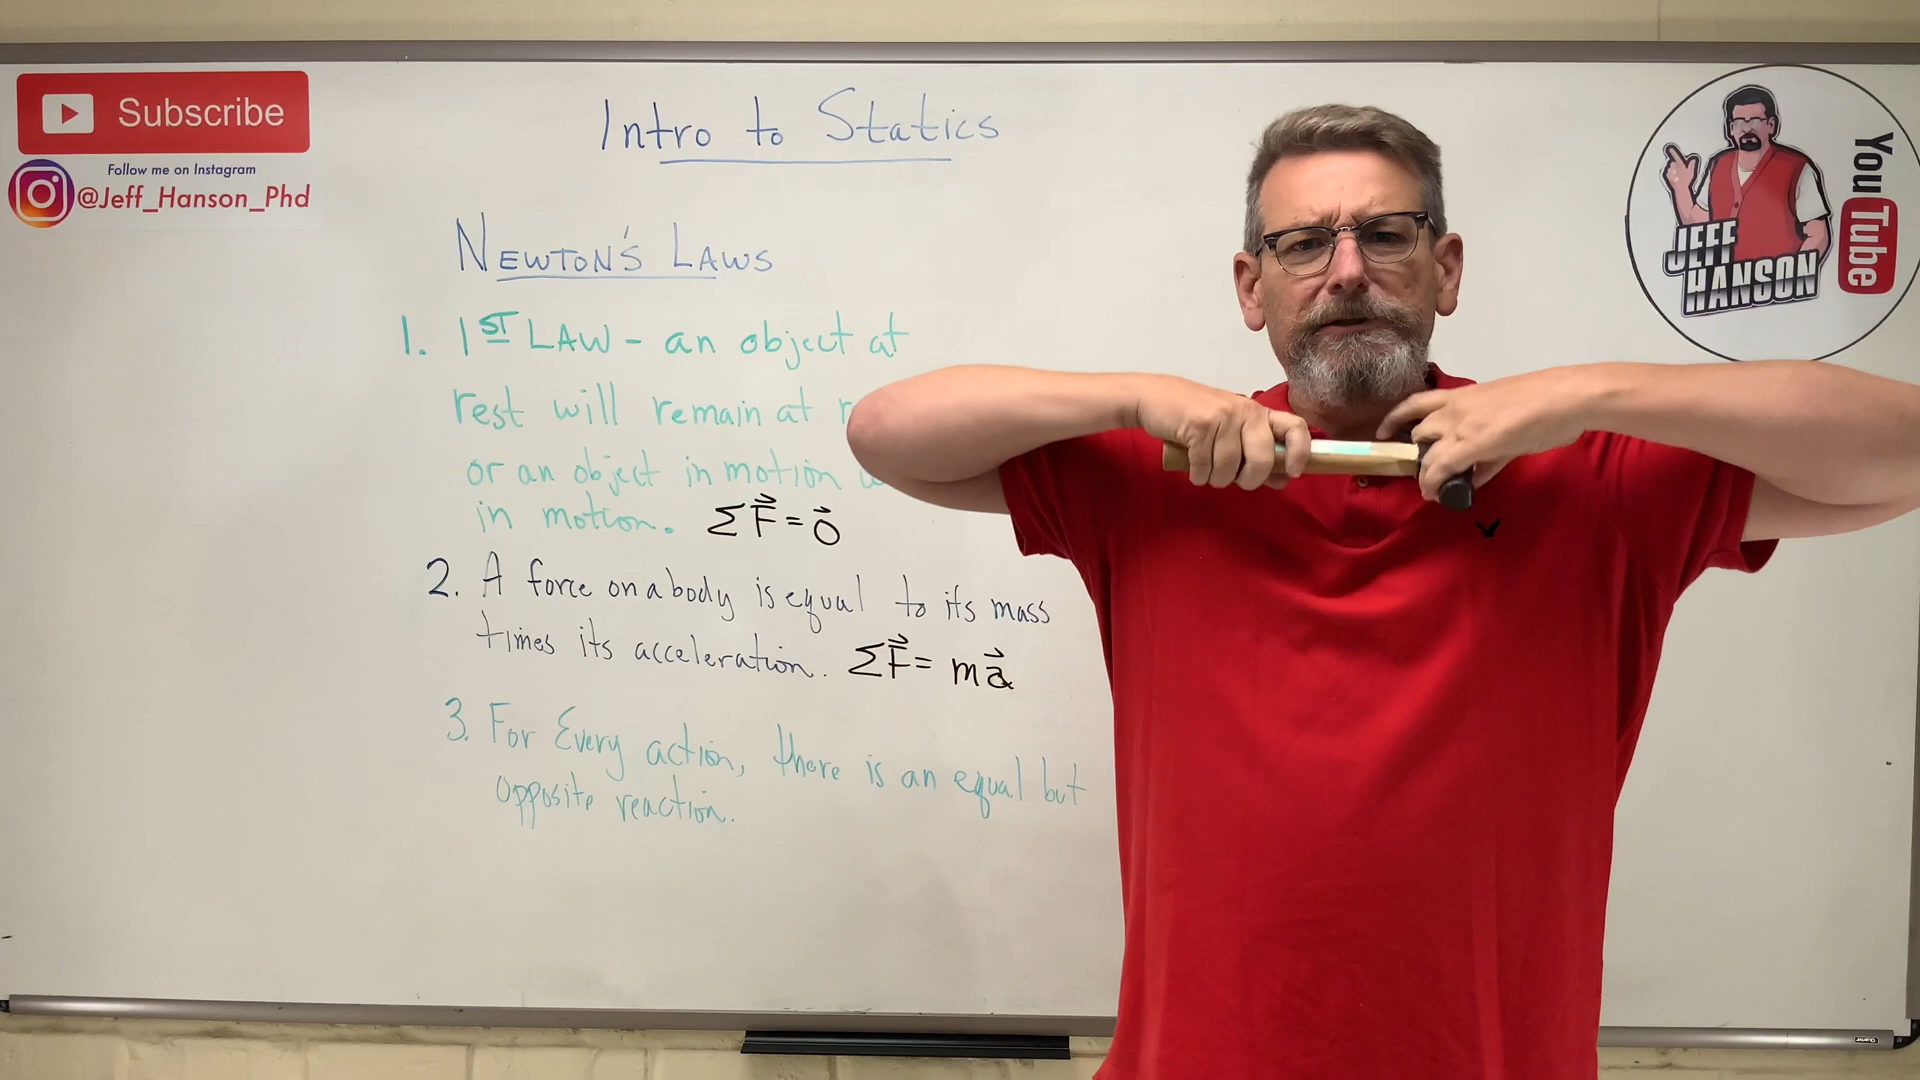 Subscribe
Follow me on Instagram
@Jeff_Hanson_Phd
Intro to Statics
YouTube
JEFF
HANSON
NEWTON'S LAWS
1. 1ST LAW - an object at
rest will remain at
or an object in motion
in motion. ΣF⃗ = 0⃗
2. A force on a body is equal to its mass
times its acceleration. ΣF⃗ = ma⃗
3. For Every action, there is an equal but
opposite reaction.